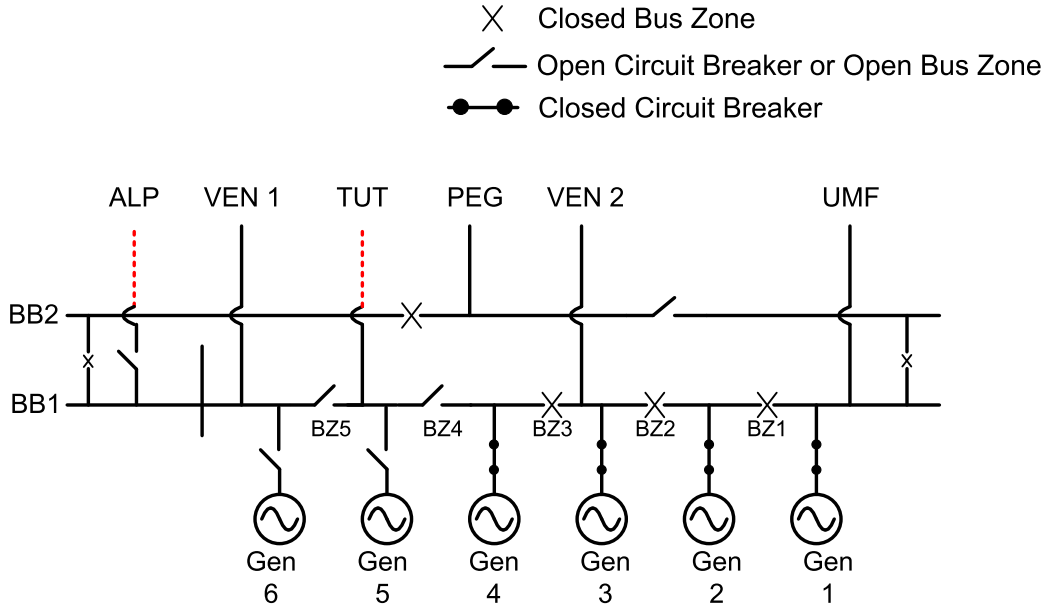 Closed Bus Zone
Open Circuit Breaker or Open Bus Zone
Closed Circuit Breaker
ALP VEN 1 TUT PEG VEN 2 UMF
BB2
BB1
BZ5 BZ4 BZ3 BZ2 BZ1
Gen Gen Gen Gen Gen Gen
6 5 4 3 2 1